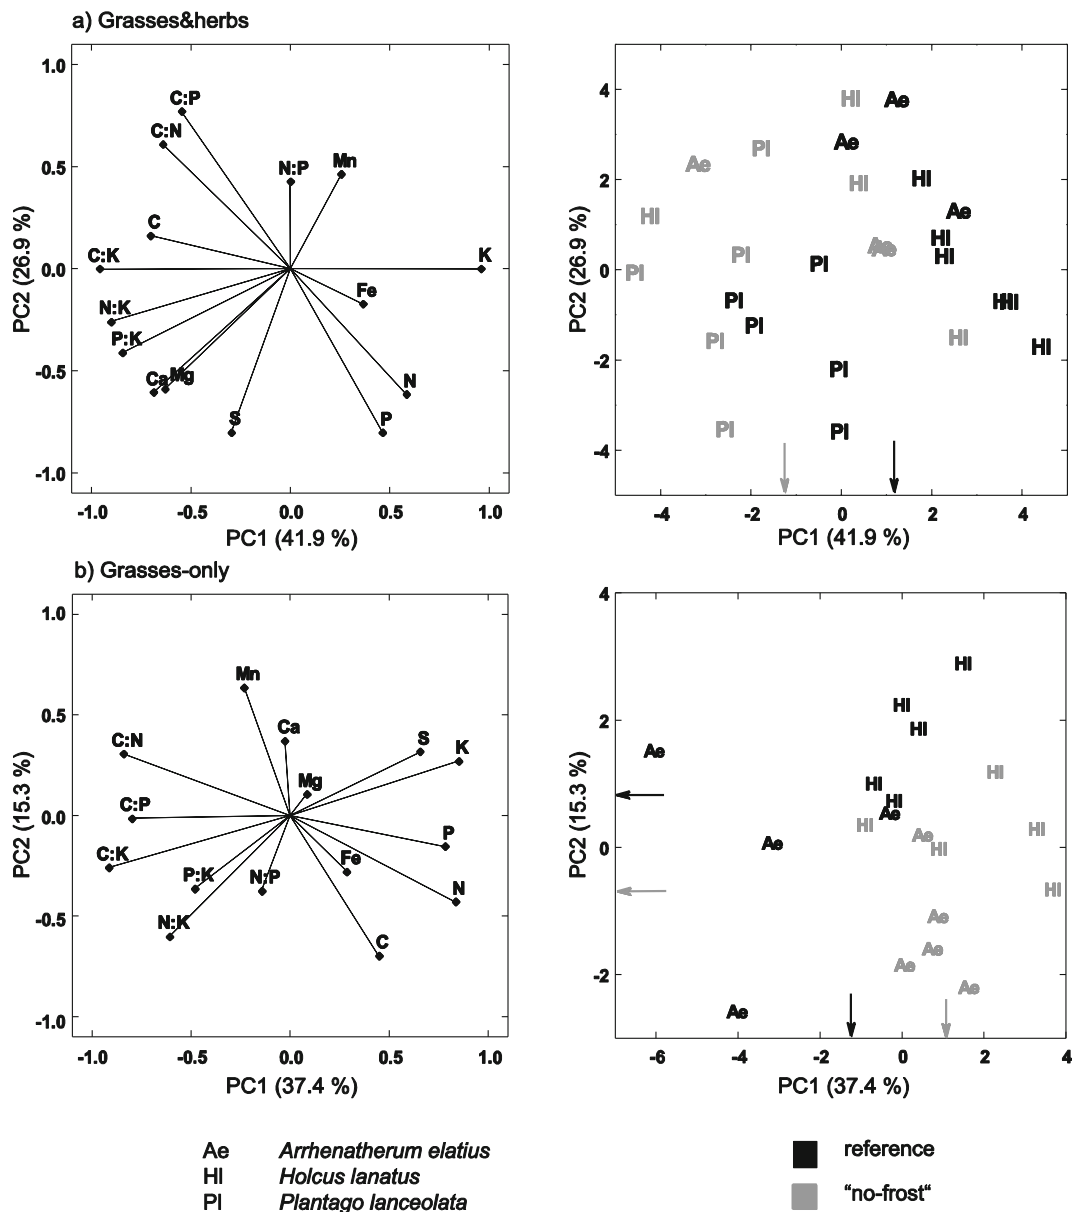 a) Grasses&herbs
1.0
0.5
0.0
-0.5
-1.0
PC2 (26.9 %)
C:P
C:N
N:P
Mn
C
C:K
K
N:K
Fe
P:K
Ca
Mg
N
S
P
-1.0 -0.5 0.0 0.5 1.0
PC1 (41.9 %)
4
2
0
-2
-4
PC2 (26.9 %)
Hl Ae
Ae
Pl
Ae
Hl Hl
Hl Ae
Hl
Ae Ae
Pl Hl
Pl Pl
Pl HlHl
Pl
Pl Hl Hl
Pl
Pl Pl
-4 -2 0 2 4
PC1 (41.9 %)
b) Grasses-only
1.0
0.5
0.0
-0.5
-1.0
PC2 (15.3 %)
Mn
Ca
C:N
S
K
Mg
C:P
P
C:K
Fe
P:K
N:P
N
N:K
C
-1.0 -0.5 0.0 0.5 1.0
PC1 (37.4 %)
4
2
0
-2
PC2 (15.3 %)
Hl
Hl
Hl
Ae
Hl
Hl
Hl
Ae
Hl
Hl
Ae
Ae
Hl
Hl
Ae
Ae
Ae
Ae
Ae
-6 -4 -2 0 2 4
PC1 (37.4 %)
Ae Arrhenatherum elatius
Hl Holcus lanatus
Pl Plantago lanceolata
reference
“no-frost“